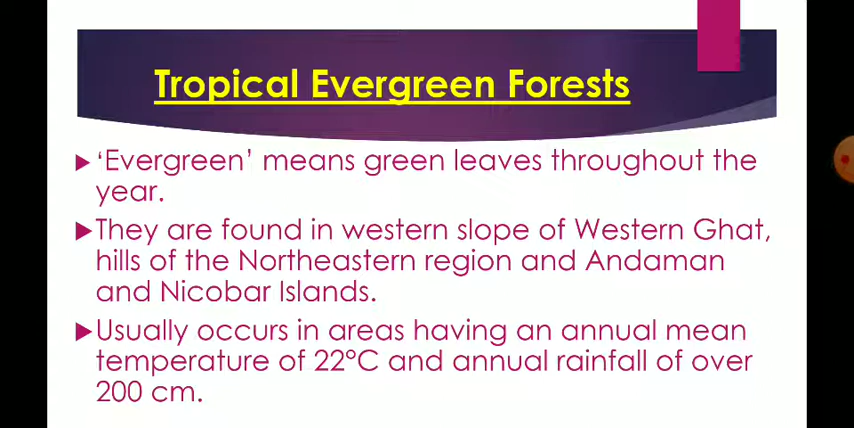 Tropical Evergreen Forests
‘Evergreen’ means green leaves throughout the
year.
They are found in western slope of Western Ghat,
hills of the Northeastern region and Andaman
and Nicobar Islands.
Usually occurs in areas having an annual mean
temperature of 22°C and annual rainfall of over
200 cm.